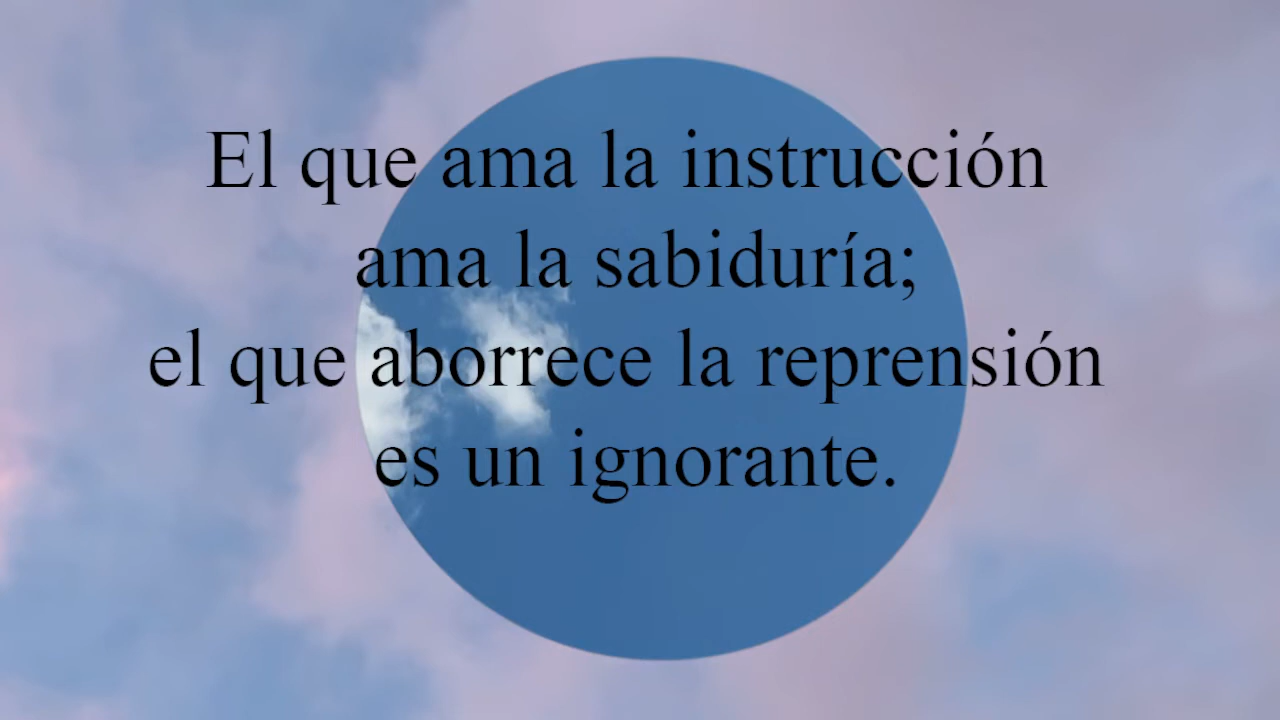 El que ama la instrucción
ama la sabiduría;
el que aborrece la reprensión
es un ignorante.